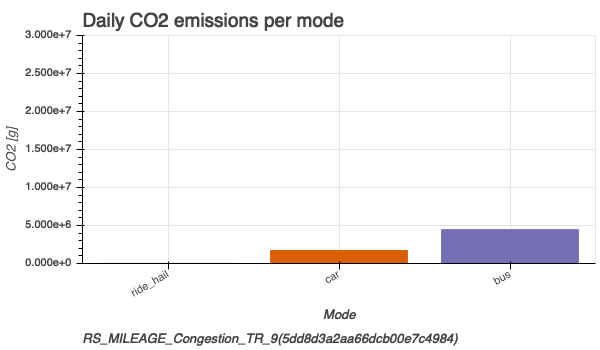 Daily CO2 emissions per mode
3.000e+7
2.500e+7
2.000e+7
1.500e+7
1.000e+7
5.000e+6
0.000e+0
CO2 [g]
ride_hail
car
bus
Mode
RS_MILEAGE_Congestion_TR_9(5dd8d3a2aa66dcb00e7c4984)